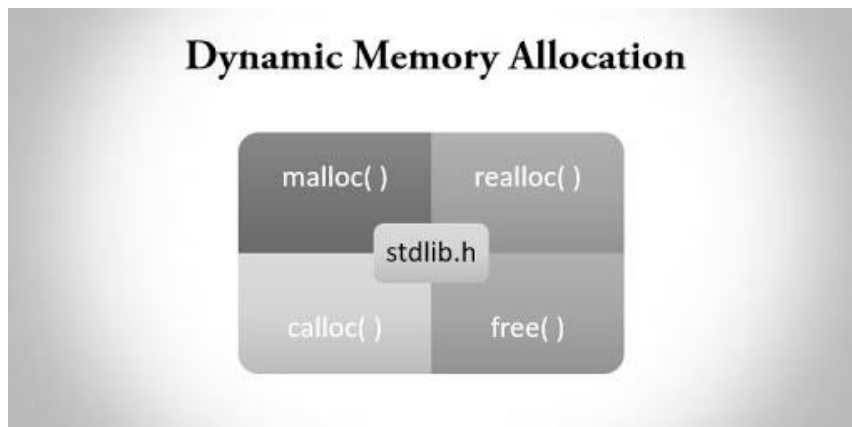 Dynamic Memory Allocation
malloc( ) realloc( )
stdlib.h
calloc( ) free( )